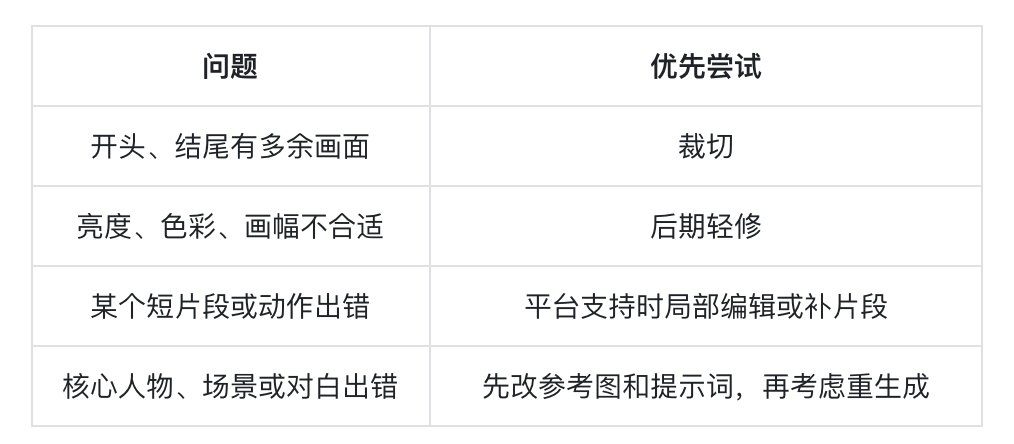 问题 优先尝试
开头、结尾有多余画面 裁切
亮度、色彩、画幅不合适 后期轻修
某个短片段或动作出错 平台支持时局部编辑或补片段
核心人物、场景或对白出错 先改参考图和提示词，再考虑重生成